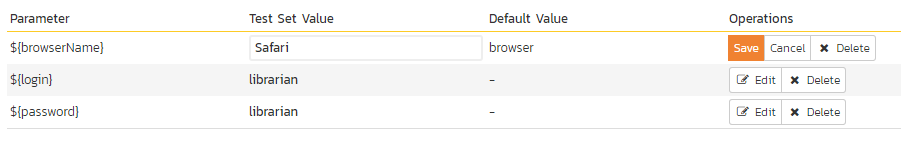 Parameter Test Set Value Default Value Operations
${browserName} Safari browser Save Cancel ✖ Delete
${login} librarian - Edit ✖ Delete
${password} librarian - Edit ✖ Delete